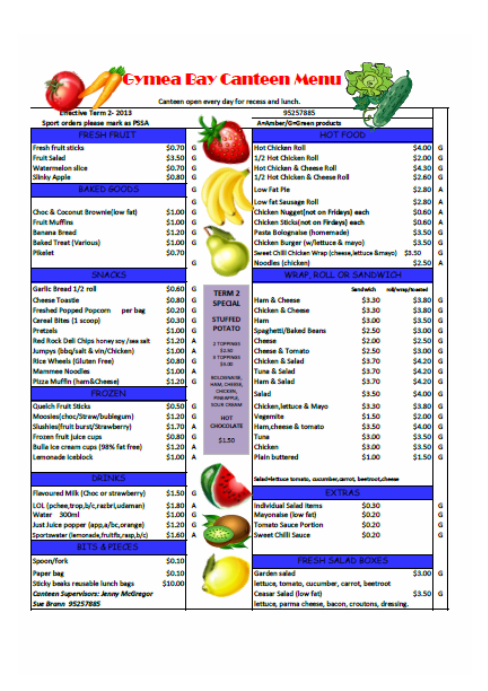 Gymea Bay Canteen Menu
Canteen open every day for recess and lunch.
Effective Term 2- 2013
Sport orders please mark as PSSA
FRESH FRUIT
Fresh fruit sticks $0.70 G
Fruit Salad $3.50 G
Watermelon slice $0.70 G
Slinky Apple $0.80 G
BAKED GOODS G
Choc & Coconut Brownie(low fat) $1.00 G
Fruit Muffins $1.00 G
Banana Bread $1.20 G
Baked Treat (Various) $1.00 G
Pikelet $0.70
G
SNACKS
Garlic Bread 1/2 roll $0.60 G
Cheese Toastie $0.80 G
Freshed Popped Popcorn per bag $0.20 G
Cereal Bites (1 scoop) $0.30 G
Pretzels $1.00 G
Red Rock Deli Chips honey soy /sea salt $1.20 A
Jumpys (bbq/salt & vin/Chicken) $1.00 A
Rice Wheels (Gluten Free) $0.80 G
Mammee Noodles $1.00 A
Pizza Muffin (ham&Cheese) $1.20 G
FROZEN
Quelch Fruit Sticks $0.50 G
Moosies(choc/Straw/bublegum) $1.20 G
Slushies(fruit burst/Strawberry) $1.70 A
Frozen fruit juice cups $0.80 G
Bulla ice cream cups (98% fat free) $1.20 A
Lemonade Iceblock $1.00 A
DRINKS
Flavoured Milk (Choc or strawberry) $1.50 G
LOL (pchee,trop,b/c,razbri,udaman) $1.80 A
Water 300ml $1.00 G
Just Juice popper (app,a/bc,orange) $1.20 G
Sportswater (lemonade,fruitfix,rasp,b/c) $1.60 A
BITS & PIECES
Spoon/fork $0.10
Paper bag $0.10
Sticky beaks reusable lunch bags $10.00
Canteen Supervisors: Jenny McGregor
Sue Brann 95257885
TERM 2
SPECIAL
STUFFED
POTATO
2 TOPPINGS
3 TOPPINGS
$3.00
BOLOGNAISE,
HAM, CHEESE,
CHICKEN,
PINEAPPLE,
SOUR CREAM
HOT
CHOCOLATE
$1.50
95257885
A=Amber/G=Green products
HOT FOOD
Hot Chicken Roll $4.00 G
1/2 Hot Chicken Roll $2.00 G
Hot Chicken & Cheese Roll $4.30 G
1/2 Hot Chicken & Cheese Roll $2.60 G
Low Fat Pie $2.80 A
Low fat Sausage Roll $2.80 A
Chicken Nugget(not on Fridays) each $0.60 A
Chicken Sticks(not on Firdays) each $0.60 A
Pasta Bolognaise (homemade) $3.50 G
Chicken Burger (w/lettuce & mayo) $3.50 G
Sweet Chilli Chicken Wrap (cheese,lettuce &mayo) $3.50 G
Noodles (chicken) $2.50 A
WRAP, ROLL OR SANDWICH
Sandwich roll/wrap/toasted
Ham & Cheese $3.30 $3.80 G
Chicken & Cheese $3.30 $3.80 G
Ham $3.00 $3.50 G
Spaghetti/Baked Beans $2.50 $3.00 G
Cheese $2.00 $2.50 G
Cheese & Tomato $2.50 $3.00 G
Chicken & Salad $3.70 $4.20 G
Tuna & Salad $3.70 $4.20 G
Ham & Salad $3.70 $4.20 G
Salad $3.50 $4.00 G
Chicken,lettuce & Mayo $3.30 $3.80 G
Vegemite $1.50 $2.00 G
Ham,cheese & tomato $3.50 $4.00 G
Tuna $3.00 $3.50 G
Chicken $3.00 $3.50 G
Plain buttered $1.00 $1.50 G
Salad=lettuce tomato, cucumber,carrot, beetroot,cheese
EXTRAS
Individual Salad Items $0.30 G
Mayonaise (low fat) $0.20 G
Tomato Sauce Portion $0.20 G
Sweet Chilli Sauce $0.20 G
FRESH SALAD BOXES
Garden salad $3.00 G
lettuce, tomato, cucumber, carrot, beetroot
Ceasar Salad (low fat) $3.50 G
lettuce, parma cheese, bacon, croutons, dressing.